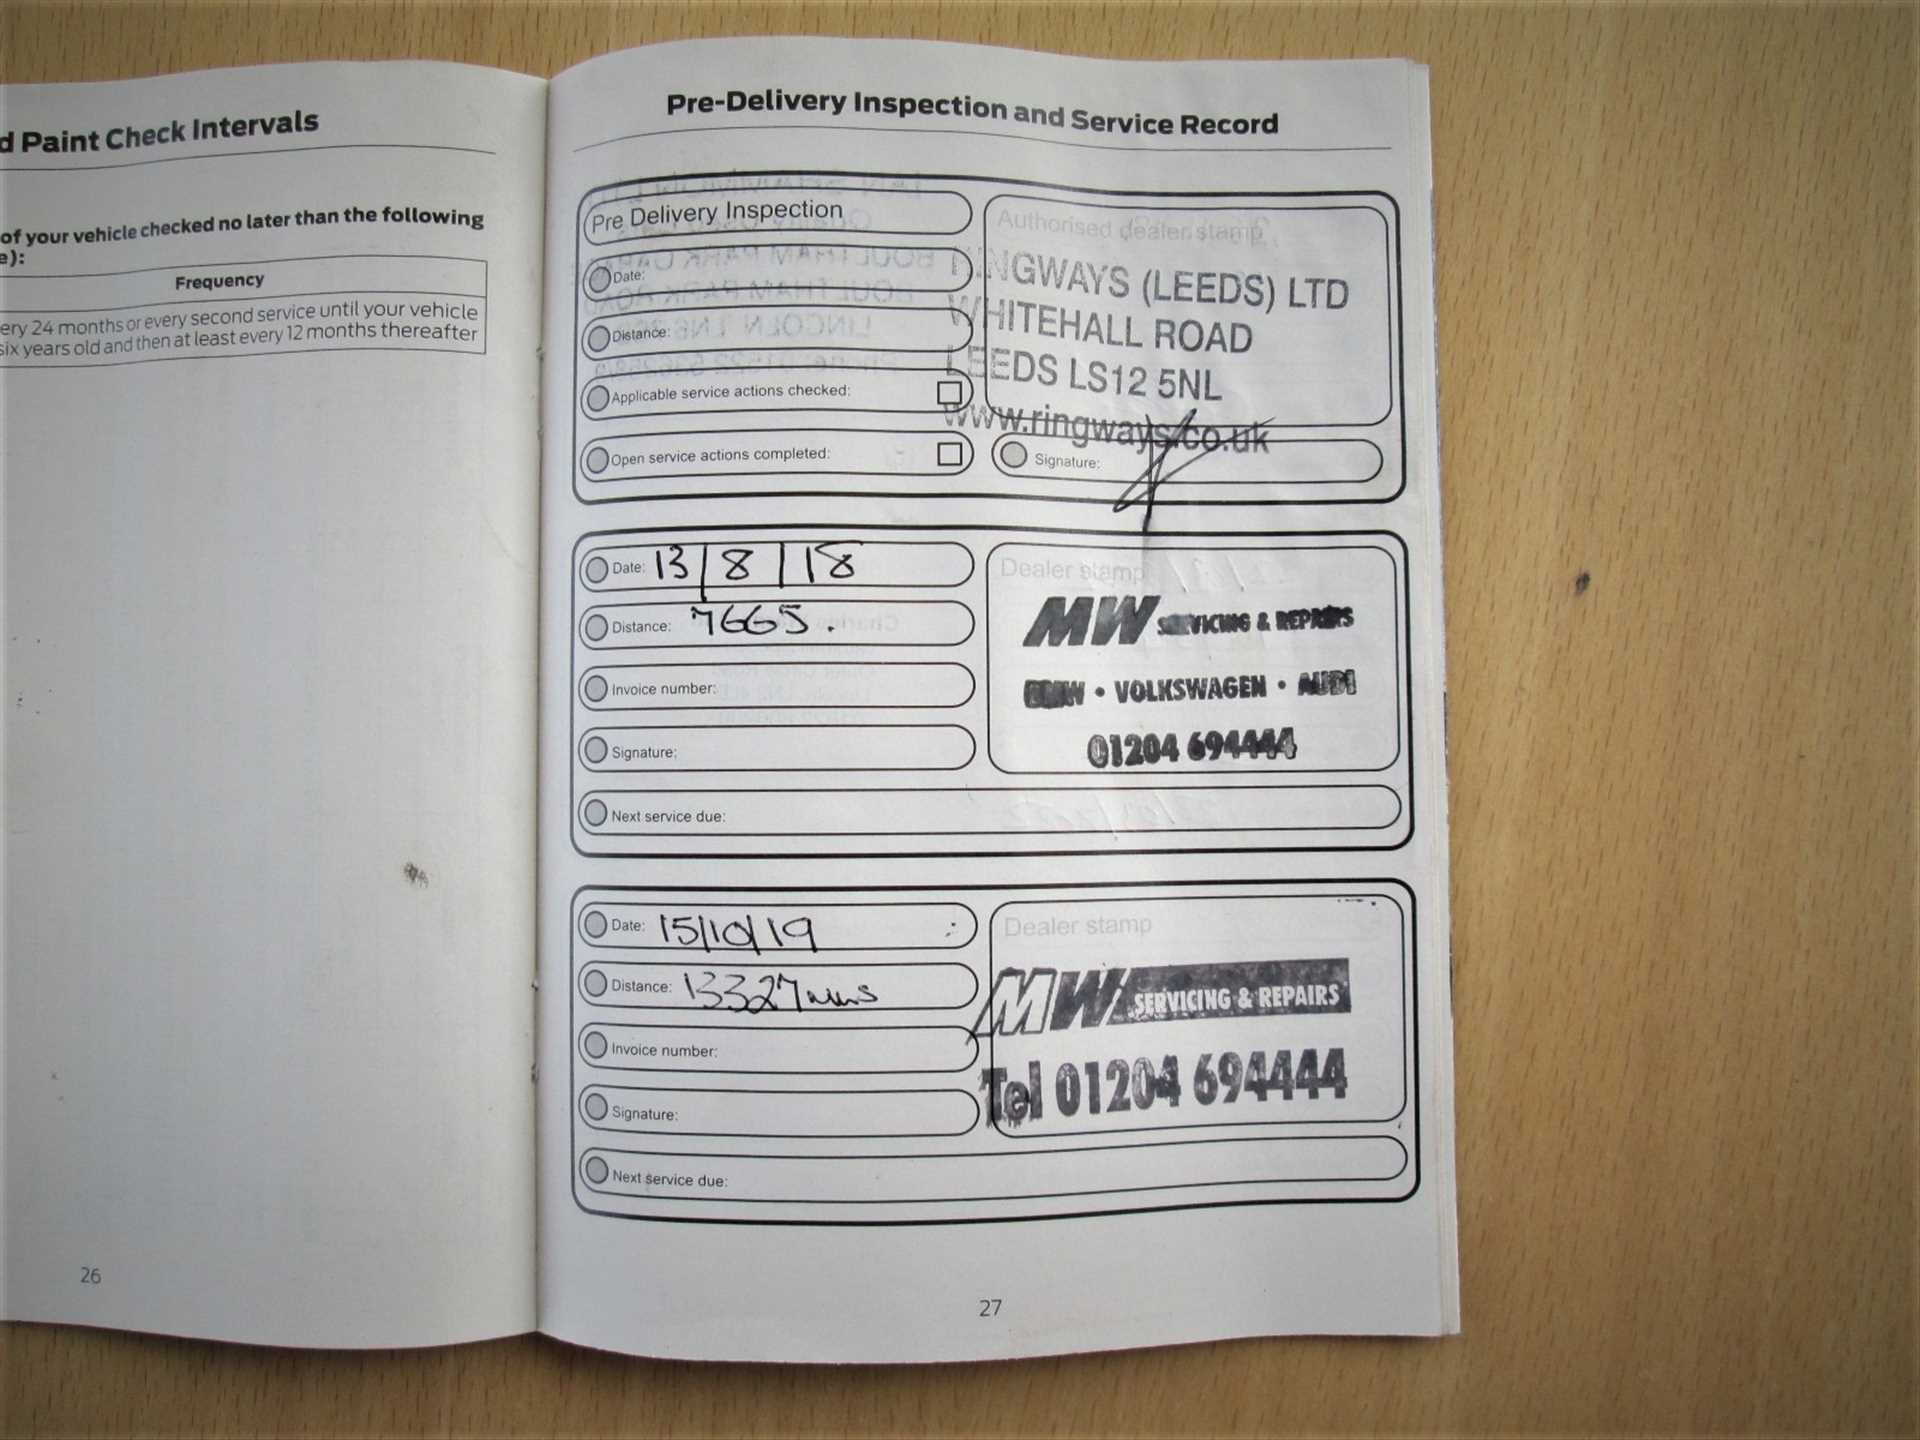 d Paint Check Intervals
of your vehicle checked no later than the following
e):
Frequency
ery 24 months or every second service until your vehicle
six years old and then at least every 12 months thereafter
26
Pre-Delivery Inspection and Service Record
Pre Delivery Inspection
Date:
Distance:
Applicable service actions checked:
Open service actions completed:
Authorised dealer stamp
RINGWAYS (LEEDS) LTD
WHITEHALL ROAD
LEEDS LS12 5NL
www.ringways.co.uk
Signature:
Date: 13/8/18
Distance: 7665.
Invoice number:
Signature:
Next service due:
Dealer stamp
MW SERVICING & REPAIRS
BMW • VOLKSWAGEN • AUDI
01204 694444
Date: 15/10/19
Distance: 13327 mls
Invoice number:
Signature:
Next service due:
Dealer stamp
MW SERVICING & REPAIRS
Tel 01204 694444
27